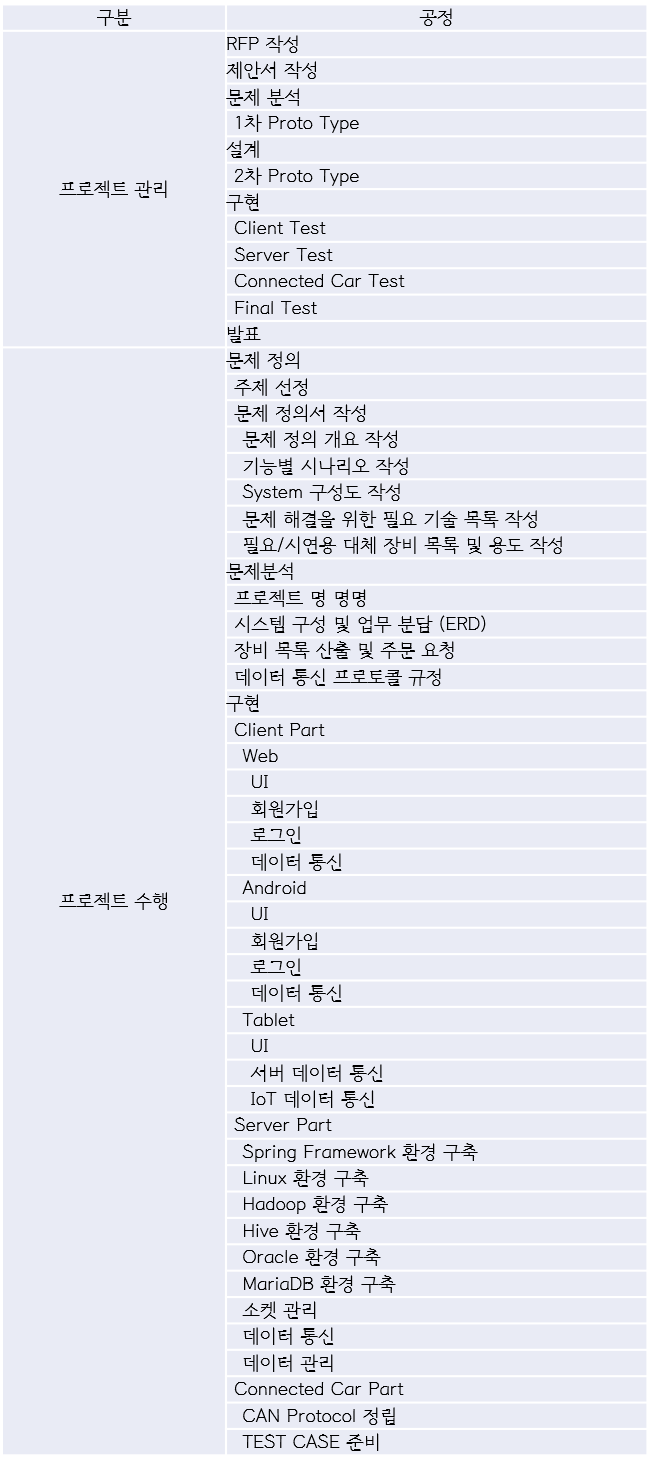 구분 공정
RFP 작성
제안서 작성
문제 분석
1차 Proto Type
설계
2차 Proto Type
프로젝트 관리
구현
Client Test
Server Test
Connected Car Test
Final Test
발표
문제 정의
주제 선정
문제 정의서 작성
문제 정의 개요 작성
기능별 시나리오 작성
System 구성도 작성
문제 해결을 위한 필요 기술 목록 작성
필요/시연용 대체 장비 목록 및 용도 작성
문제분석
프로젝트 명 명명
시스템 구성 및 업무 분담 (ERD)
장비 목록 산출 및 주문 요청
데이터 통신 프로토콜 규정
구현
Client Part
Web
UI
회원가입
로그인
데이터 통신
Android
프로젝트 수행
UI
회원가입
로그인
데이터 통신
Tablet
UI
서버 데이터 통신
IoT 데이터 통신
Server Part
Spring Framework 환경 구축
Linux 환경 구축
Hadoop 환경 구축
Hive 환경 구축
Oracle 환경 구축
MariaDB 환경 구축
소켓 관리
데이터 통신
데이터 관리
Connected Car Part
CAN Protocol 정립
TEST CASE 준비